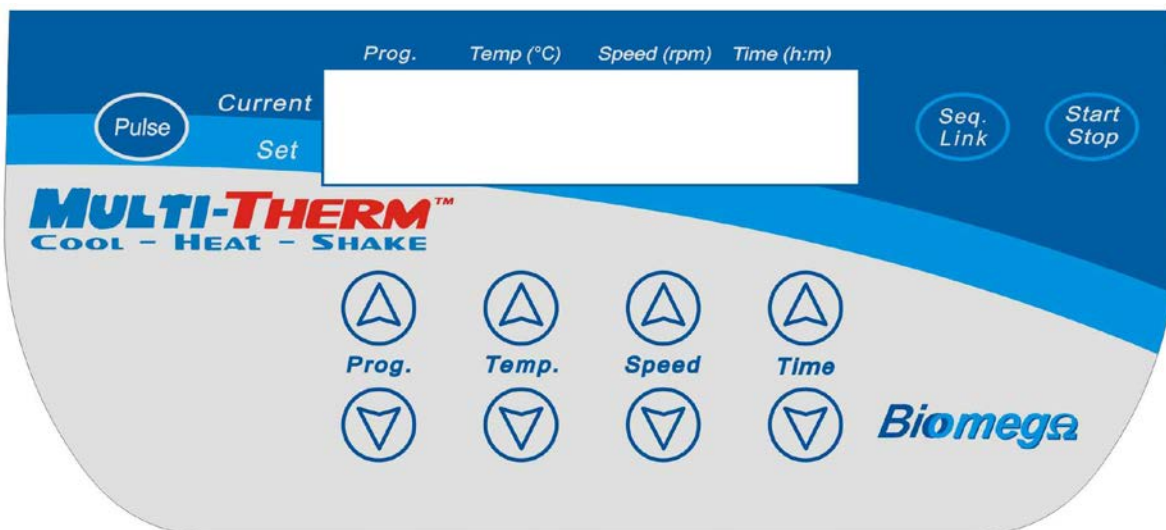 Prog. Temp (°C) Speed (rpm) Time (h:m)
Current
Set
Pulse
Seq.
Link
Start
Stop
MULTI-THERM™
COOL - HEAT - SHAKE
Prog. Temp. Speed Time
BiomegΩ